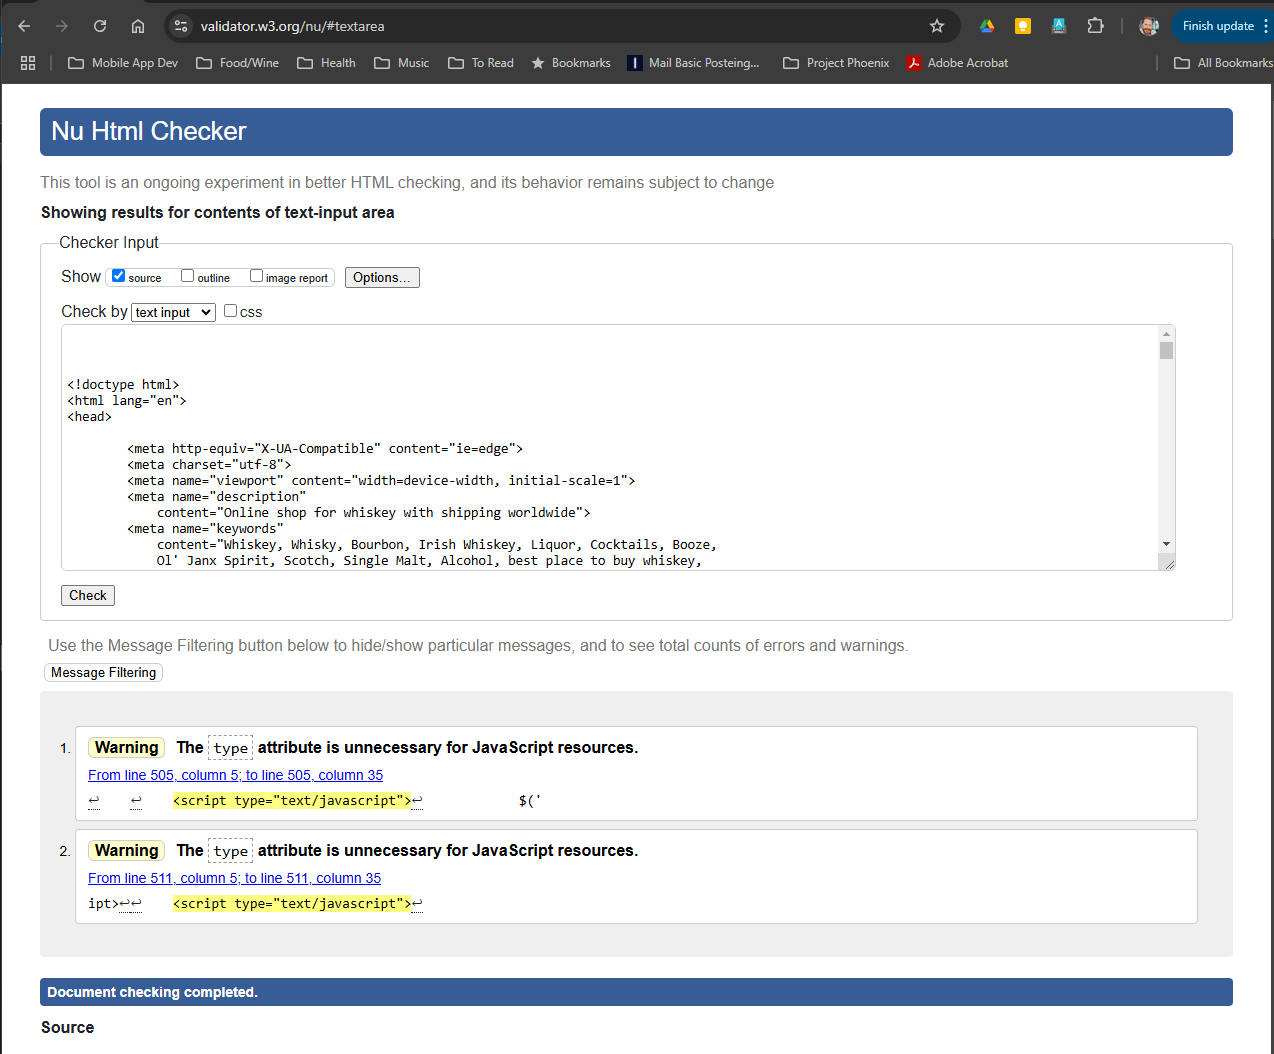 validator.w3.org/nu/#textarea
Finish update
Mobile App Dev Food/Wine Health Music To Read Bookmarks Mail Basic Posteing... Project Phoenix Adobe Acrobat All Bookmarks
Nu Html Checker
This tool is an ongoing experiment in better HTML checking, and its behavior remains subject to change
Showing results for contents of text-input area
Checker Input
Show source outline image report Options...
Check by text input css
<!doctype html>
<html lang="en">
<head>
<meta http-equiv="X-UA-Compatible" content="ie=edge">
<meta charset="utf-8">
<meta name="viewport" content="width=device-width, initial-scale=1">
<meta name="description"
content="Online shop for whiskey with shipping worldwide">
<meta name="keywords"
content="Whiskey, Whisky, Bourbon, Irish Whiskey, Liquor, Cocktails, Booze,
Ol' Janx Spirit, Scotch, Single Malt, Alcohol, best place to buy whiskey,
Check
Use the Message Filtering button below to hide/show particular messages, and to see total counts of errors and warnings.
Message Filtering
1. Warning The type attribute is unnecessary for JavaScript resources.
From line 505, column 5; to line 505, column 35
↩ ↩ <script type="text/javascript">↩ $('
2. Warning The type attribute is unnecessary for JavaScript resources.
From line 511, column 5; to line 511, column 35
ipt>↩↩ <script type="text/javascript">↩
Document checking completed.
Source